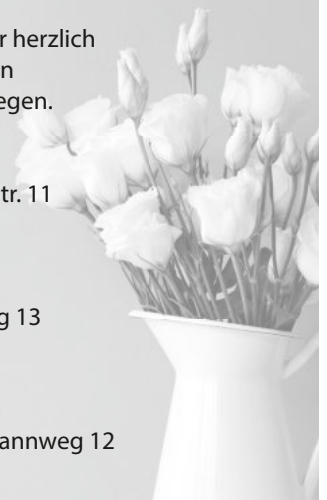 r herzlich
n
egen.
tr. 11
g 13
annweg 12